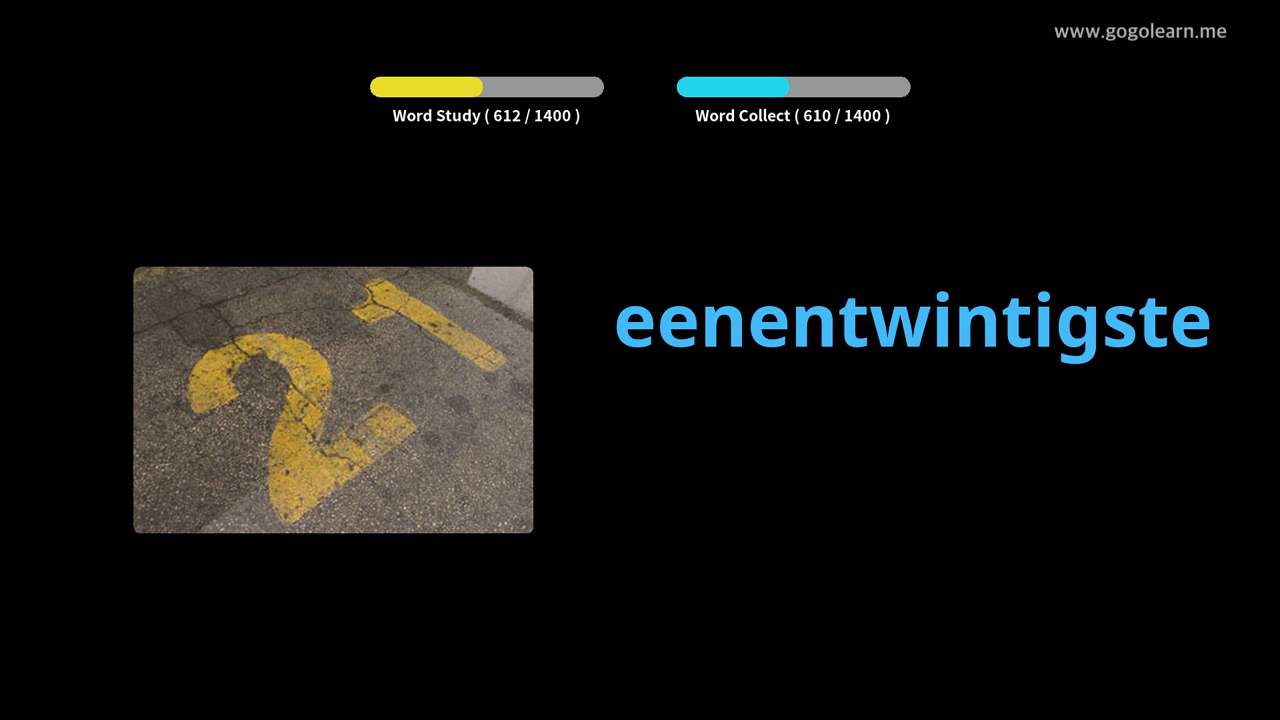 www.gogolearn.me
Word Study ( 612 / 1400 )
Word Collect ( 610 / 1400 )
21
eenentwintigste